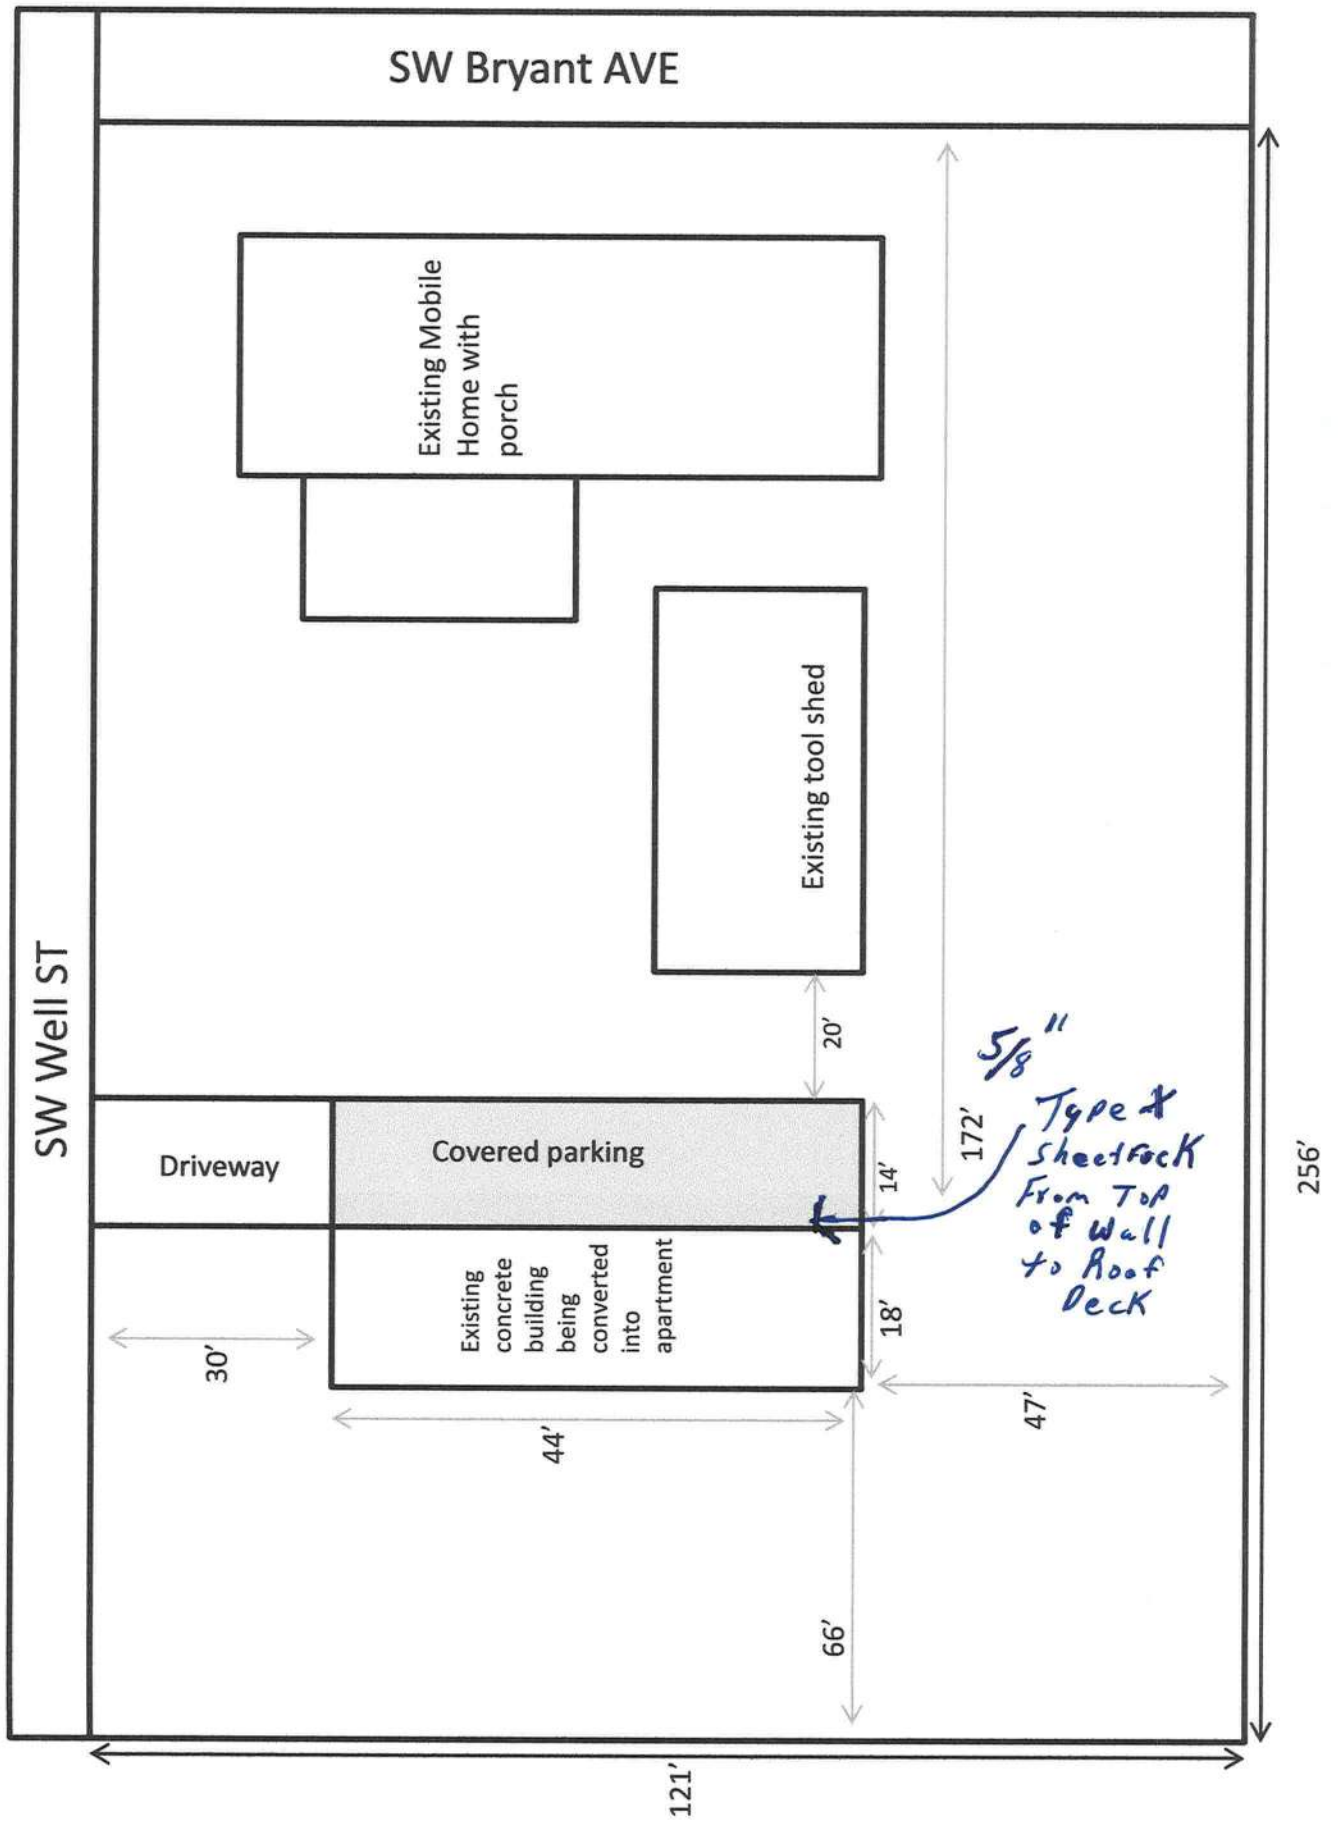 SW Bryant AVE
SW Well ST
Existing Mobile
Home with
porch
Existing tool shed
20'
Driveway
Covered parking
14'
172'
5/8"
Type X
sheetrock
From Top
of Wall
to Roof
Deck
Existing
concrete
building
being
converted
into
apartment
18'
30'
44'
47'
66'
121'
256'